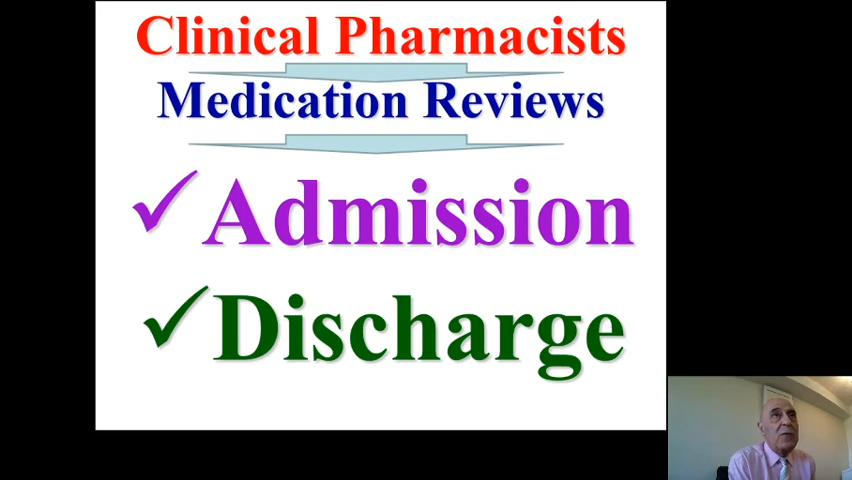 Clinical Pharmacists
Medication Reviews
✓Admission
✓Discharge